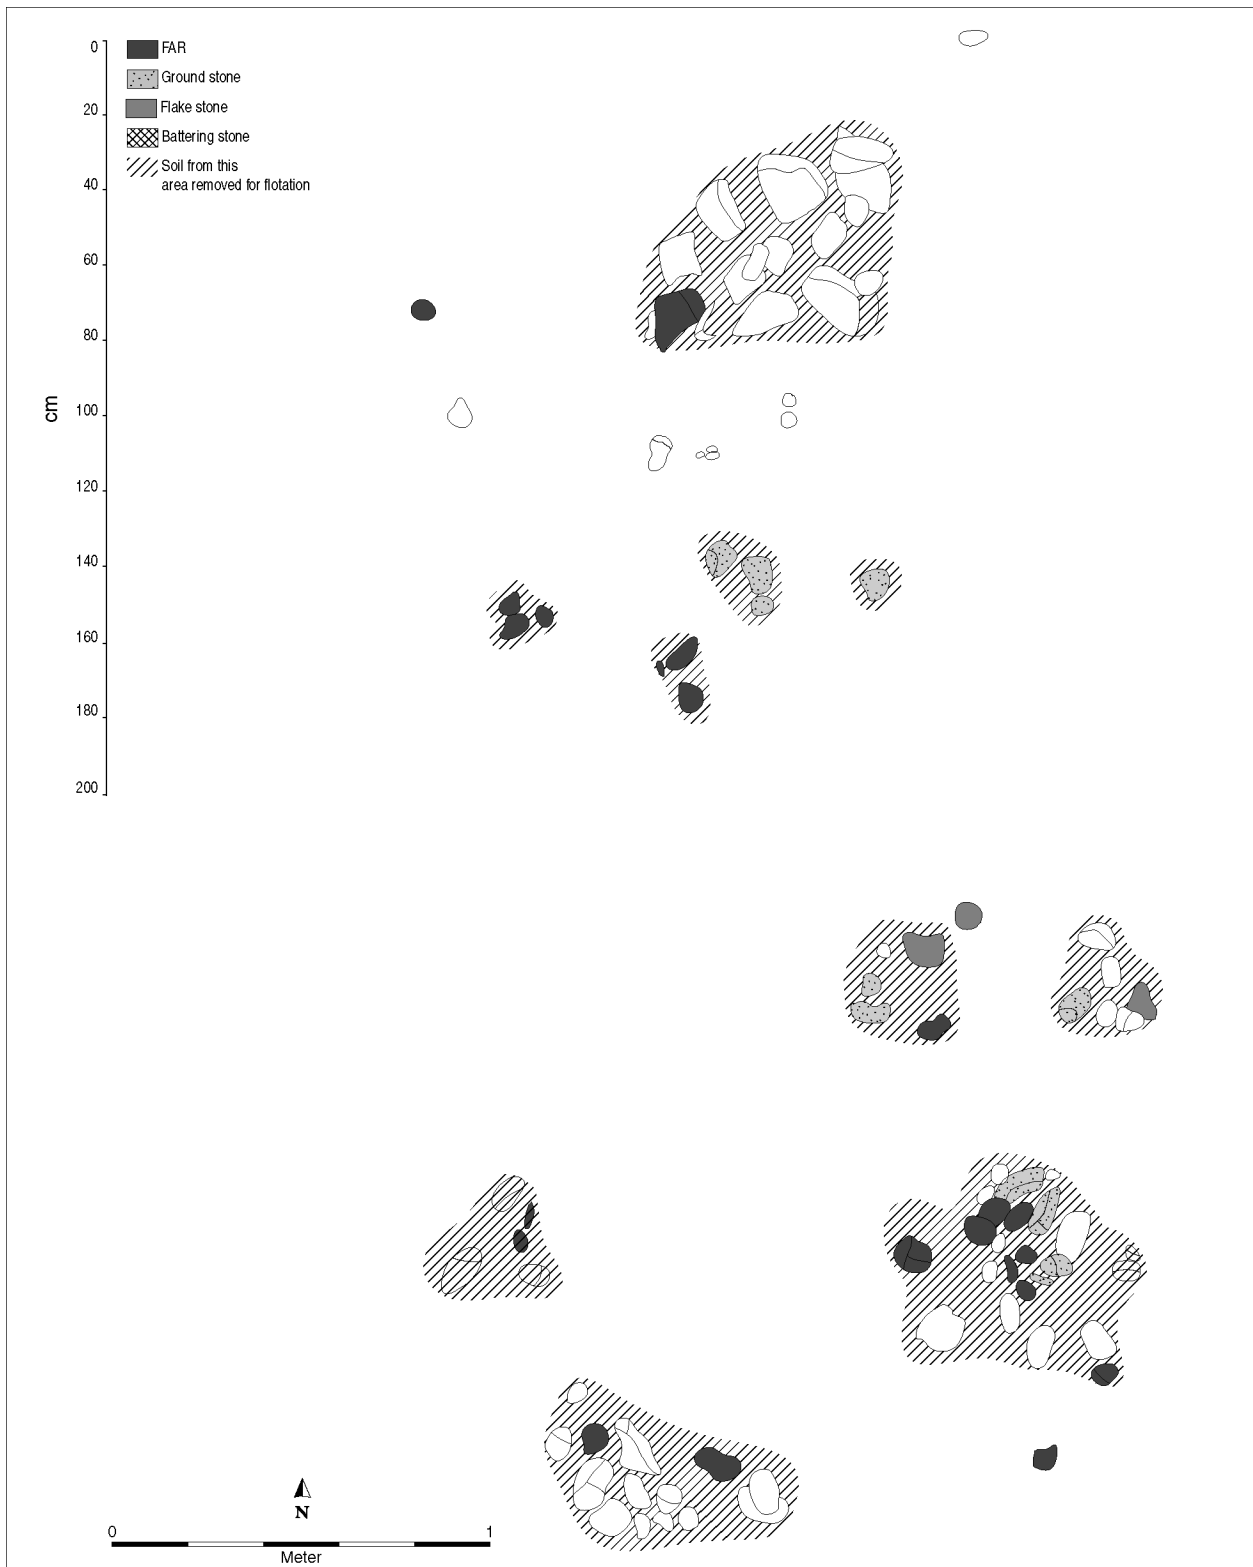 FAR
Ground stone
Flake stone
Battering stone
Soil from this
area removed for flotation
0
20
40
60
80
100
120
140
160
180
200
cm
N
0 1
Meter